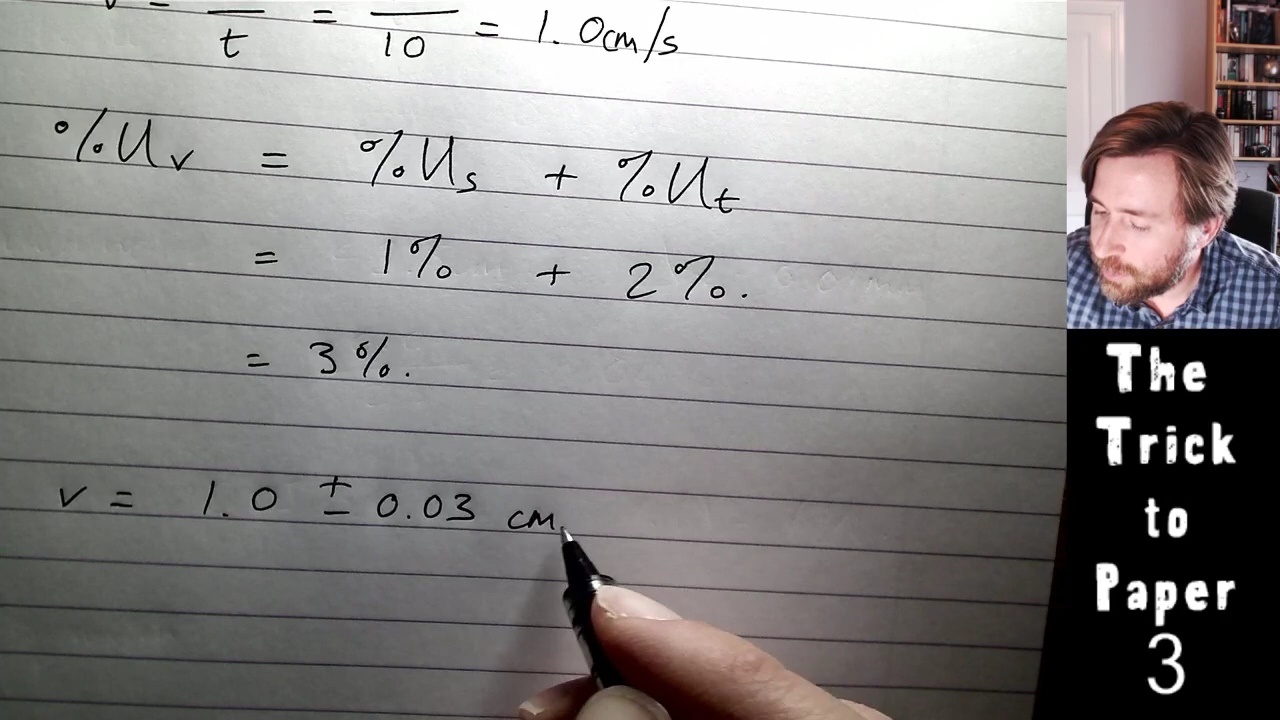 t = 10 = 1.0cm/s
%Uv = %Us + %Ut
= 1% + 2%.
= 3%.
v = 1.0 ± 0.03 cm
The
Trick
to
Paper
3